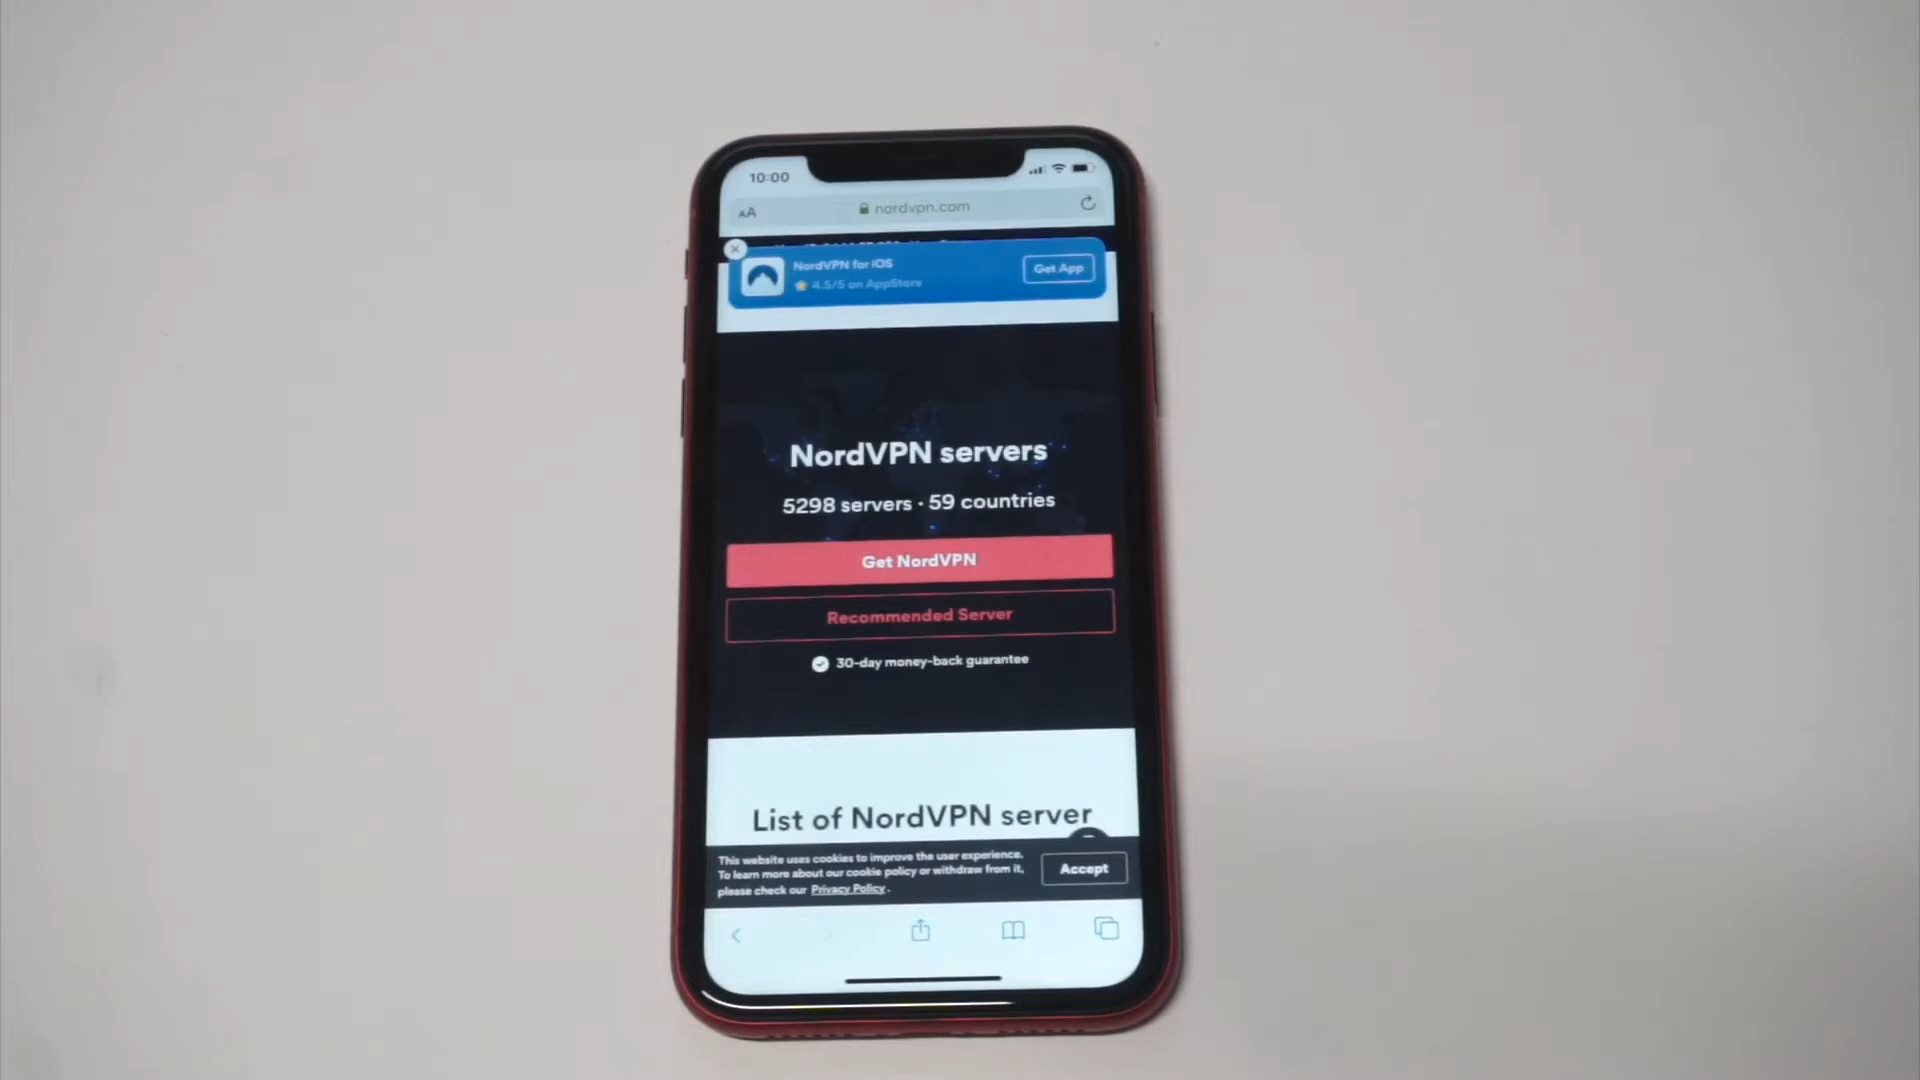 10:00
AA
nordvpn.com
NordVPN for iOS
4.5/5 on AppStore
Get App
NordVPN servers
5298 servers · 59 countries
Get NordVPN
Recommended Server
30-day money-back guarantee
List of NordVPN server
This website uses cookies to improve the user experience.
To learn more about our cookie policy or withdraw from it,
please check our Privacy Policy.
Accept